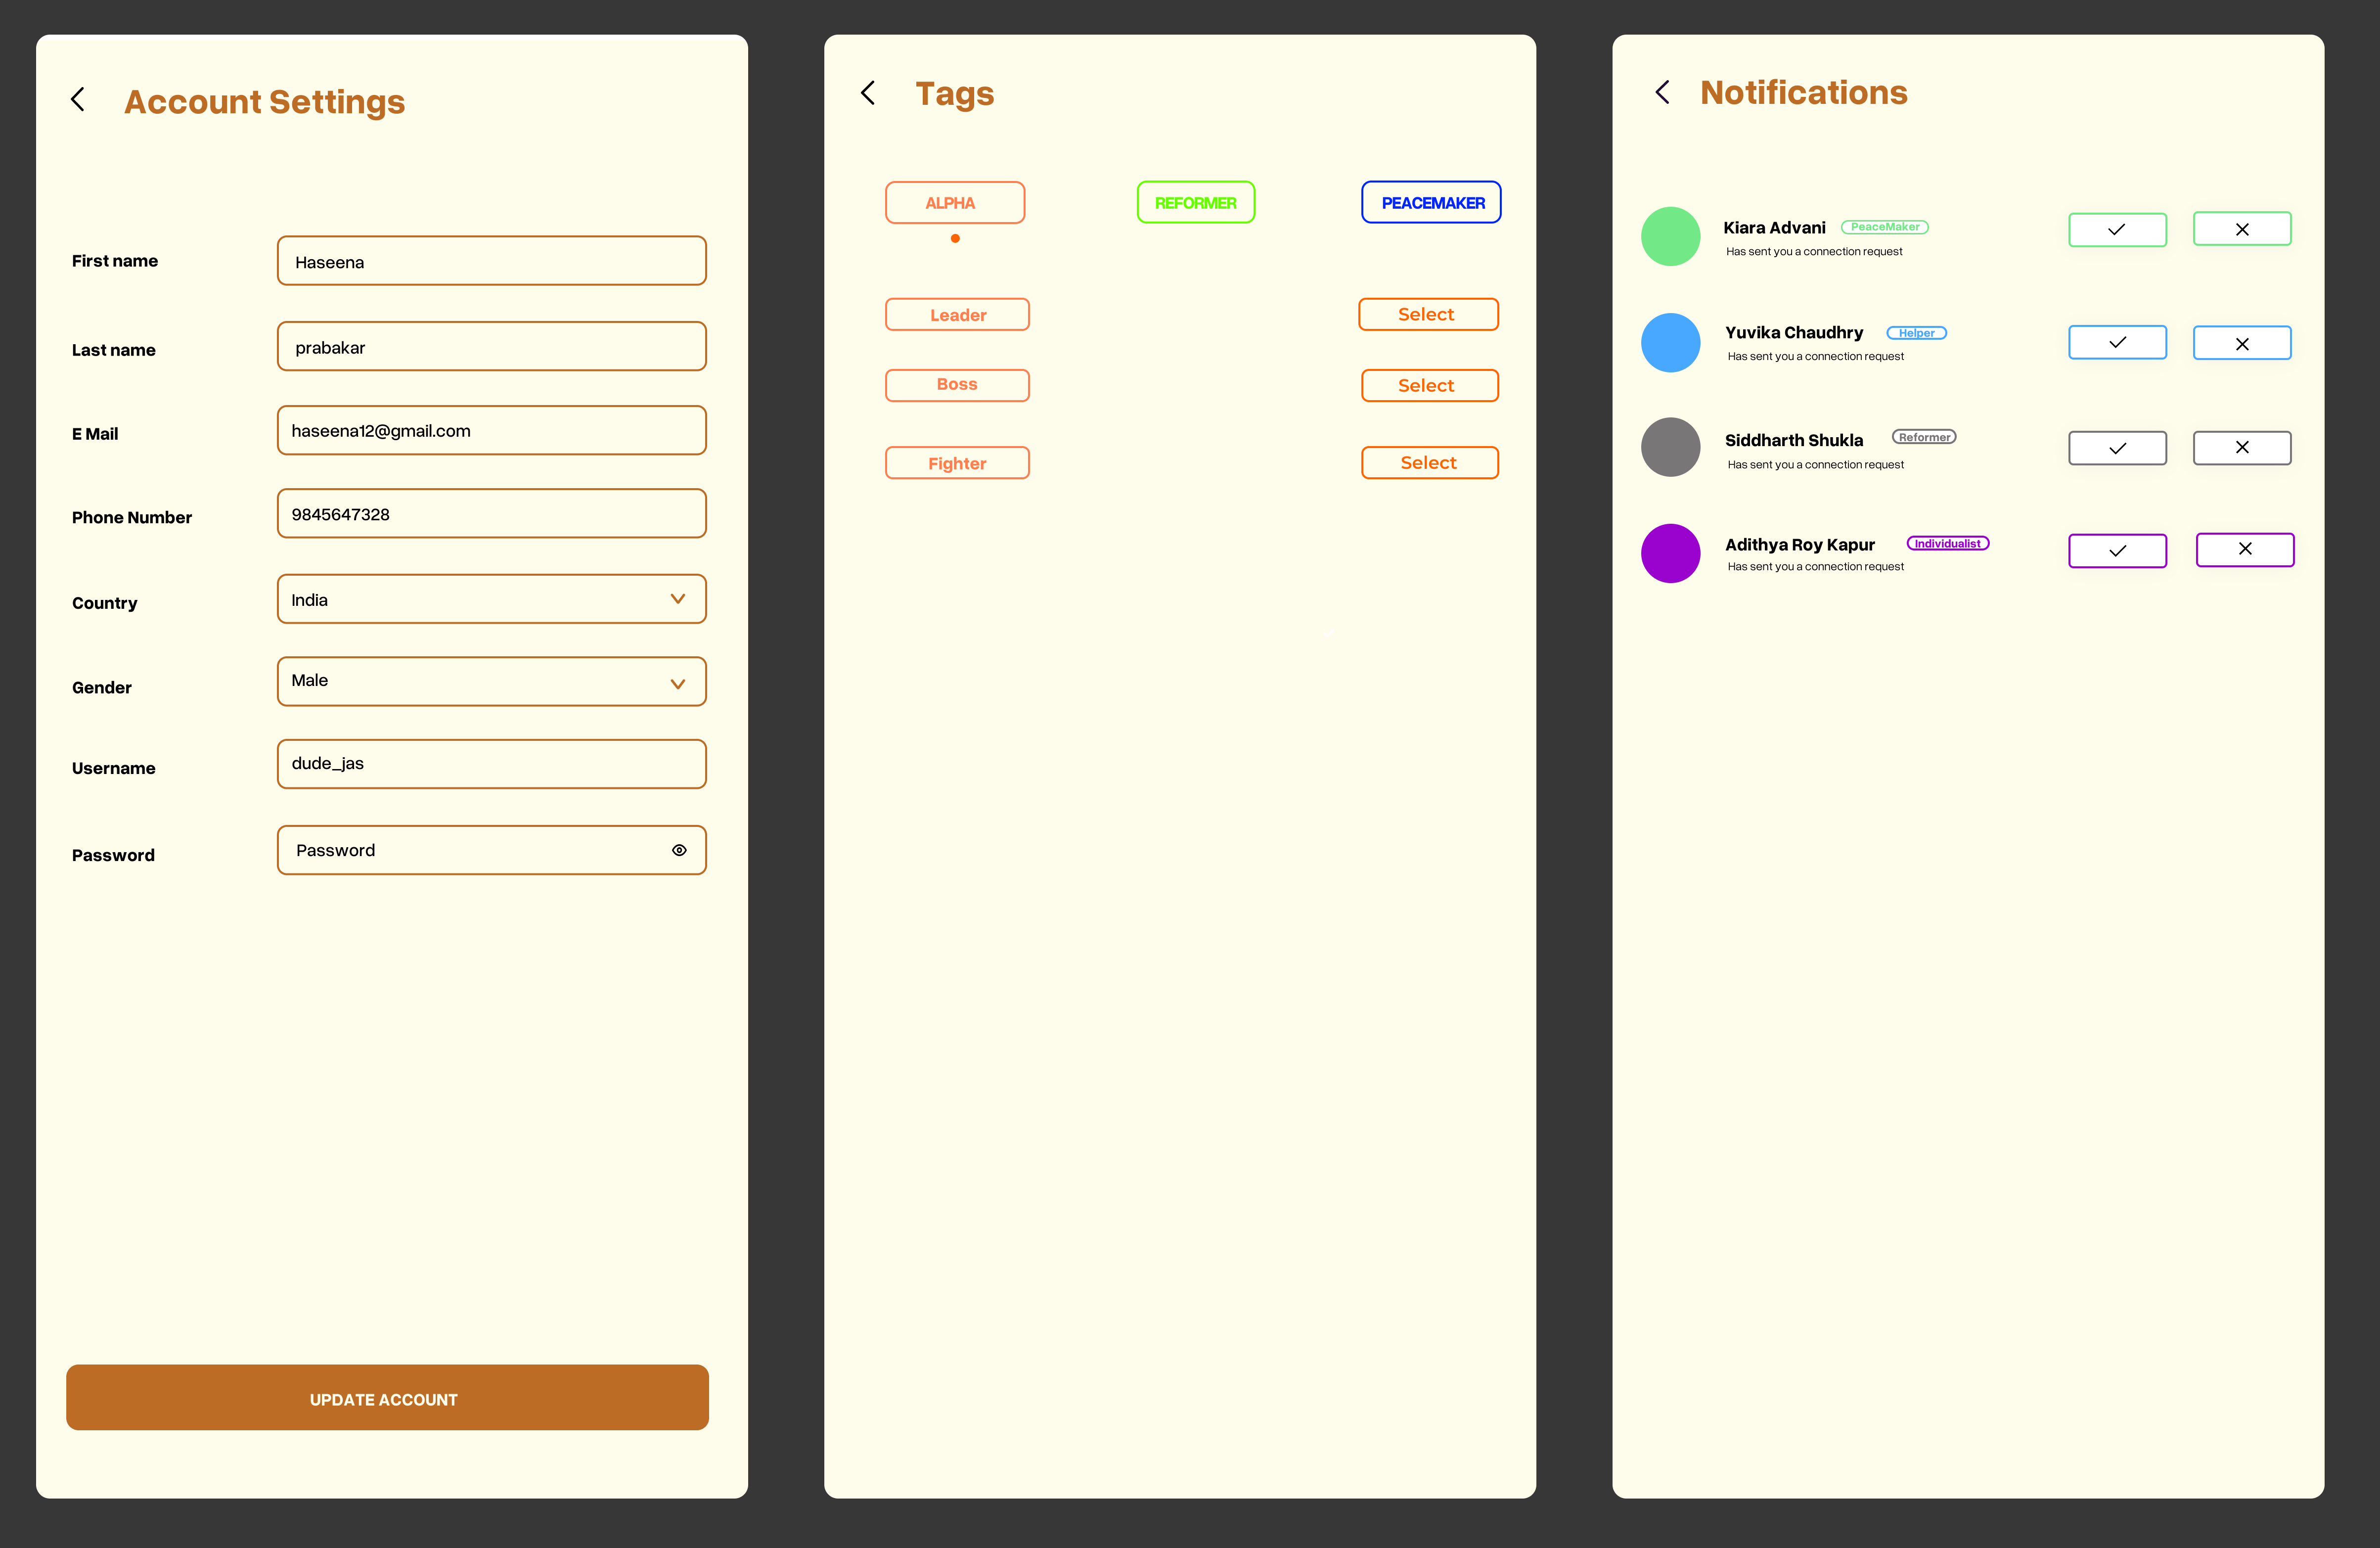 Account Settings
First name
Haseena
Last name
prabakar
E Mail
haseena12@gmail.com
Phone Number
9845647328
Country
India
Gender
Male
Username
dude_jas
Password
Password
UPDATE ACCOUNT
Tags
ALPHA
REFORMER
PEACEMAKER
Leader
Select
Boss
Select
Fighter
Select
Notifications
Kiara Advani
PeaceMaker
Has sent you a connection request
Yuvika Chaudhry
Helper
Has sent you a connection request
Siddharth Shukla
Reformer
Has sent you a connection request
Adithya Roy Kapur
Individualist
Has sent you a connection request